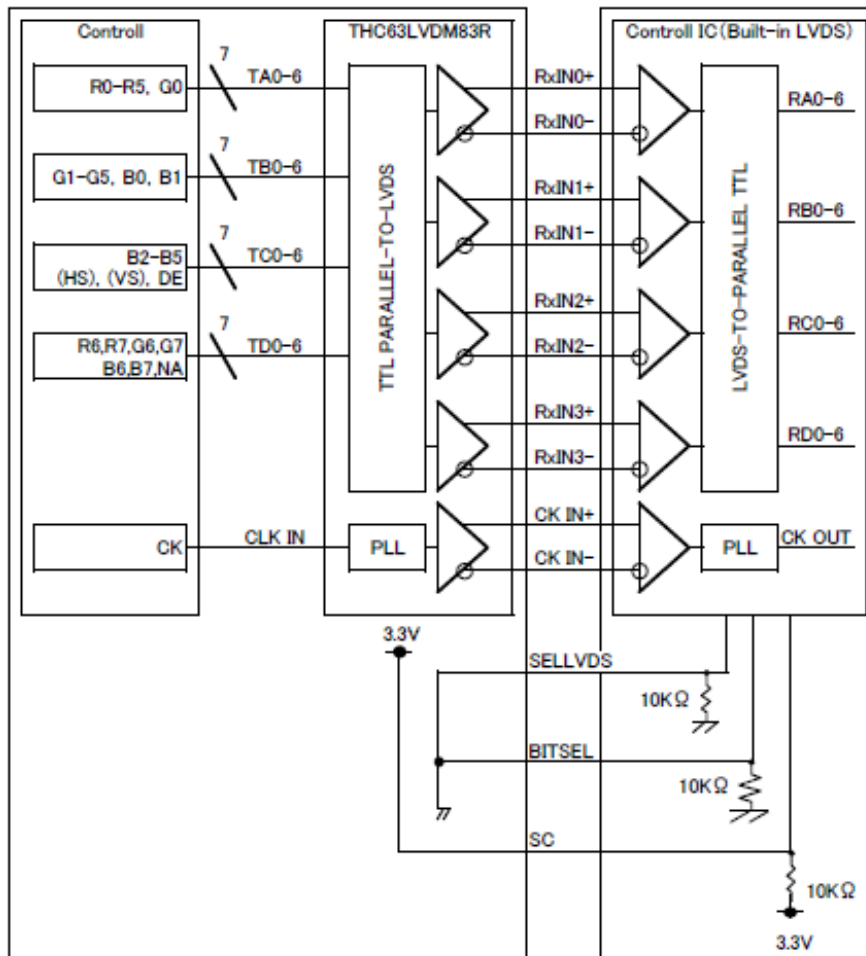 Controll
THC63LVDM83R
Controll IC(Built-in LVDS)
R0-R5, G0
7
TA0-6
RxIN0+
RxIN0-
RA0-6
G1-G5, B0, B1
7
TB0-6
RxIN1+
RxIN1-
RB0-6
B2-B5
(HS), (VS), DE
7
TC0-6
RxIN2+
RxIN2-
RC0-6
R6,R7,G6,G7
B6,B7,NA
7
TD0-6
RxIN3+
RxIN3-
RD0-6
TTL PARALLEL-TO-LVDS
LVDS-TO-PARALLEL TTL
CK
CLK IN
PLL
CK IN+
CK IN-
PLL
CK OUT
3.3V
SELLVDS
10KΩ
BITSEL
10KΩ
SC
10KΩ
3.3V